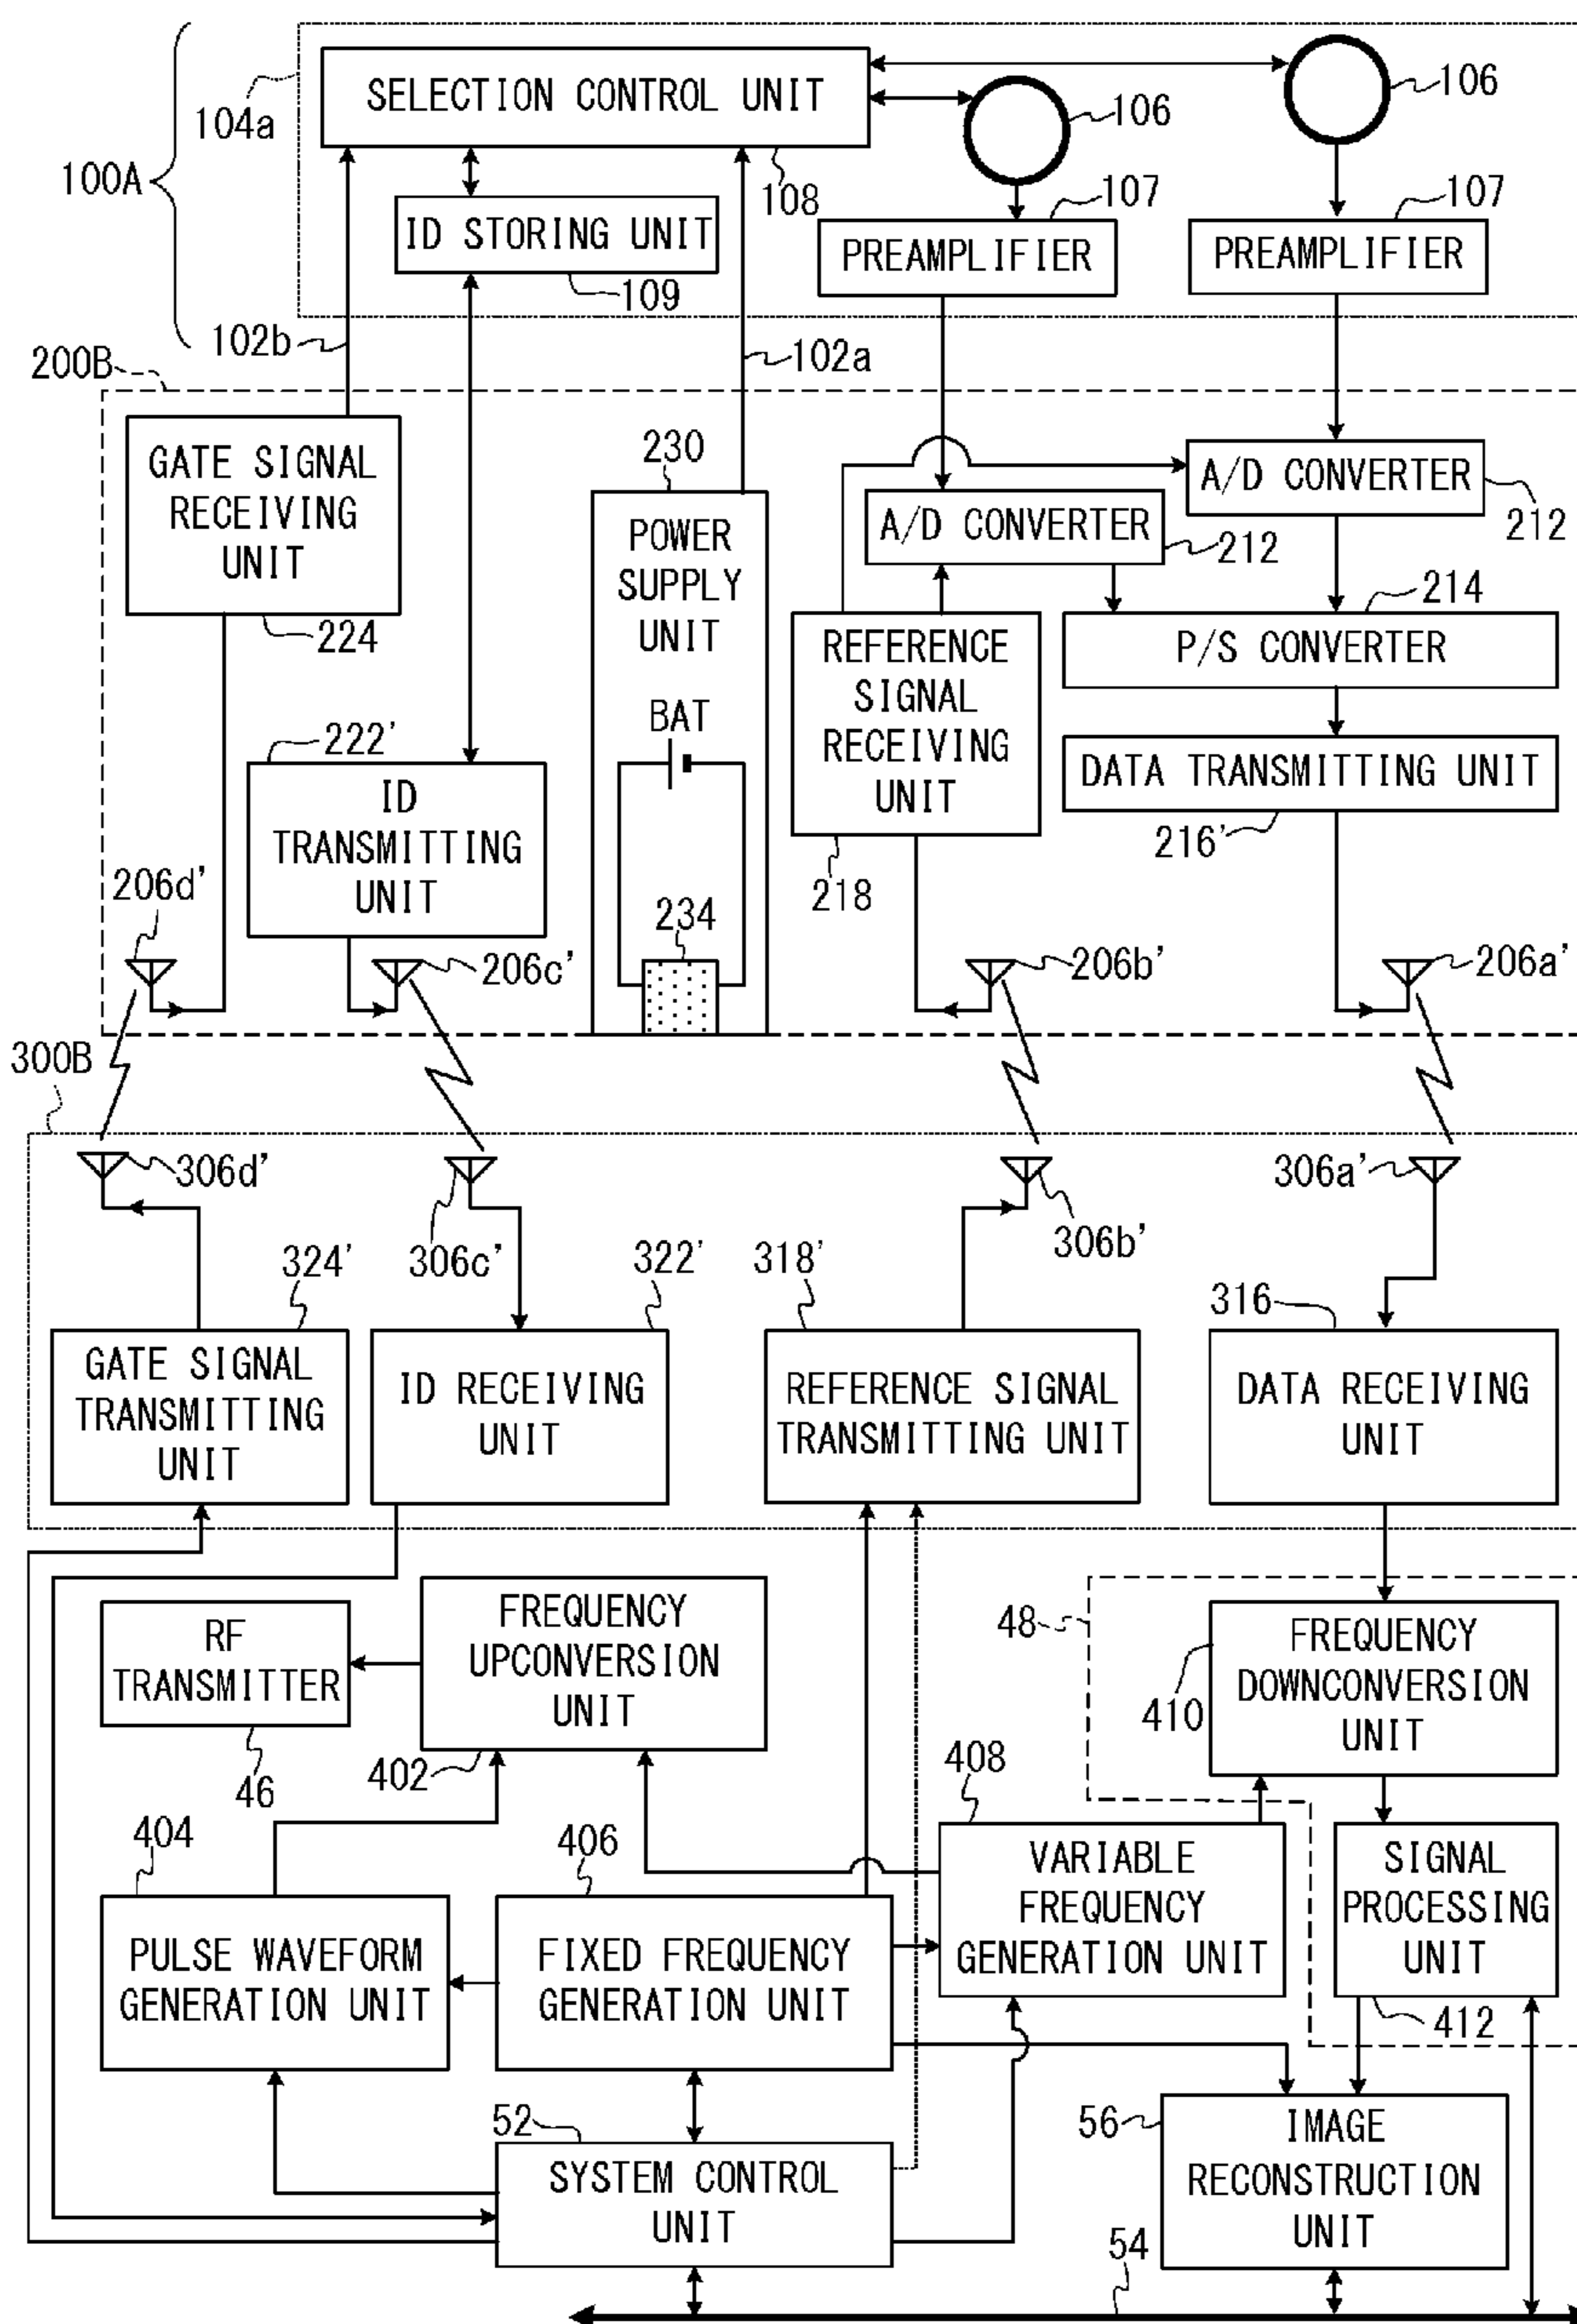 SELECTION CONTROL UNIT
106
106
104a
100A
108
107
107
ID STORING UNIT
PREAMPLIFIER
PREAMPLIFIER
109
102b
102a
200B
GATE SIGNAL
RECEIVING
UNIT
224
230
POWER
SUPPLY
UNIT
BAT
234
A/D CONVERTER
212
A/D CONVERTER
212
214
P/S CONVERTER
REFERENCE
SIGNAL
RECEIVING
UNIT
218
DATA TRANSMITTING UNIT
216'
222'
ID
TRANSMITTING
UNIT
206d'
206c'
206b'
206a'
300B
306d'
306c'
306b'
306a'
324'
322'
318'
316
GATE SIGNAL
TRANSMITTING
UNIT
ID RECEIVING
UNIT
REFERENCE SIGNAL
TRANSMITTING UNIT
DATA RECEIVING
UNIT
RF
TRANSMITTER
46
FREQUENCY
UPCONVERSION
UNIT
402
48
FREQUENCY
DOWNCONVERSION
UNIT
410
408
404
406
VARIABLE
FREQUENCY
GENERATION UNIT
SIGNAL
PROCESSING
UNIT
412
PULSE WAVEFORM
GENERATION UNIT
FIXED FREQUENCY
GENERATION UNIT
52
SYSTEM CONTROL
UNIT
56
IMAGE
RECONSTRUCTION
UNIT
54